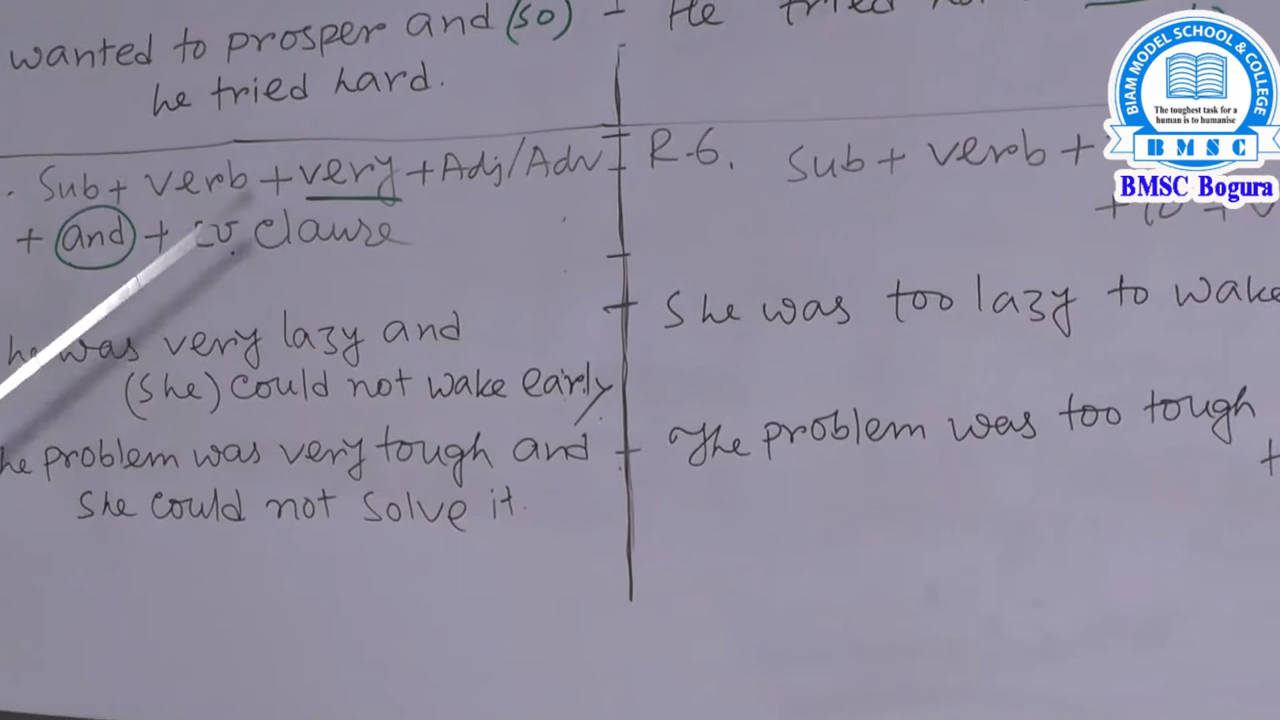 wanted to prosper and (so)
he tried hard.
- He tried
Sub + verb + very + Adj/Adv
+ and + clause
was very lazy and
(She) could not wake early
he problem was very tough and
She could not solve it.
R-6. Sub + verb +
+ to + v
She was too lazy to wake
The problem was too tough
+
BIAM MODEL SCHOOL & COLLEGE
The toughest task for a
human is to humanise
BMSC
BMSC Bogura